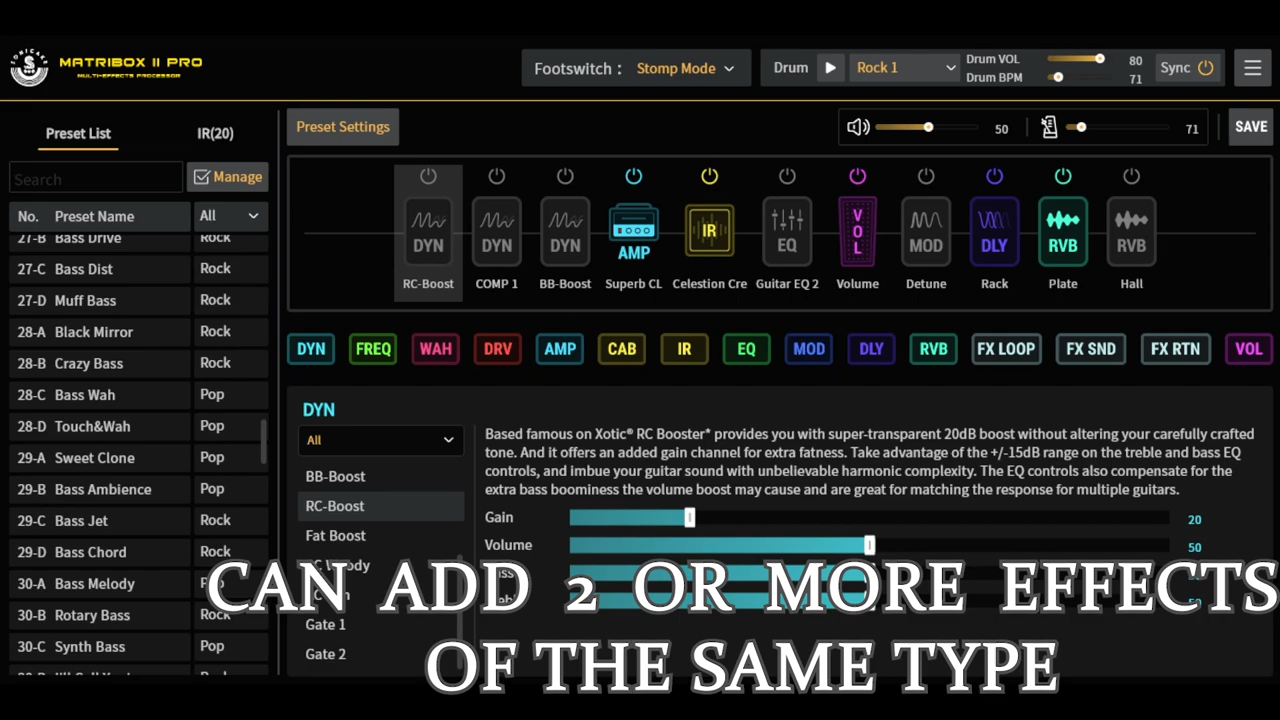 SONICAKE
MATRIBOX II PRO
MULTI-EFFECTS PROCESSOR
Footswitch : Stomp Mode
Drum Rock 1
Drum VOL 80
Drum BPM 71
Sync
Preset List IR(20)
Search Manage
No. Preset Name All
27-B Bass Drive Rock
27-C Bass Dist Rock
27-D Muff Bass Rock
28-A Black Mirror Rock
28-B Crazy Bass Rock
28-C Bass Wah Pop
28-D Touch&Wah Pop
29-A Sweet Clone Pop
29-B Bass Ambience Pop
29-C Bass Jet Rock
29-D Bass Chord Rock
30-A Bass Melody
30-B Rotary Bass Rock
30-C Synth Bass Pop
Preset Settings 50 71 SAVE
DYN DYN DYN AMP IR EQ VOL MOD DLY RVB RVB
RC-Boost COMP 1 BB-Boost Superb CL Celestion Cre Guitar EQ 2 Volume Detune Rack Plate Hall
DYN FREQ WAH DRV AMP CAB IR EQ MOD DLY RVB FX LOOP FX SND FX RTN VOL
DYN
All
BB-Boost
RC-Boost
Fat Boost
Gate 1
Gate 2
Based famous on Xotic® RC Booster* provides you with super-transparent 20dB boost without altering your carefully crafted
tone. And it offers an added gain channel for extra fatness. Take advantage of the +/-15dB range on the treble and bass EQ
controls, and imbue your guitar sound with unbelievable harmonic complexity. The EQ controls also compensate for the
extra bass boominess the volume boost may cause and are great for matching the response for multiple guitars.
Gain 20
Volume 50
CAN ADD 2 OR MORE EFFECTS
OF THE SAME TYPE